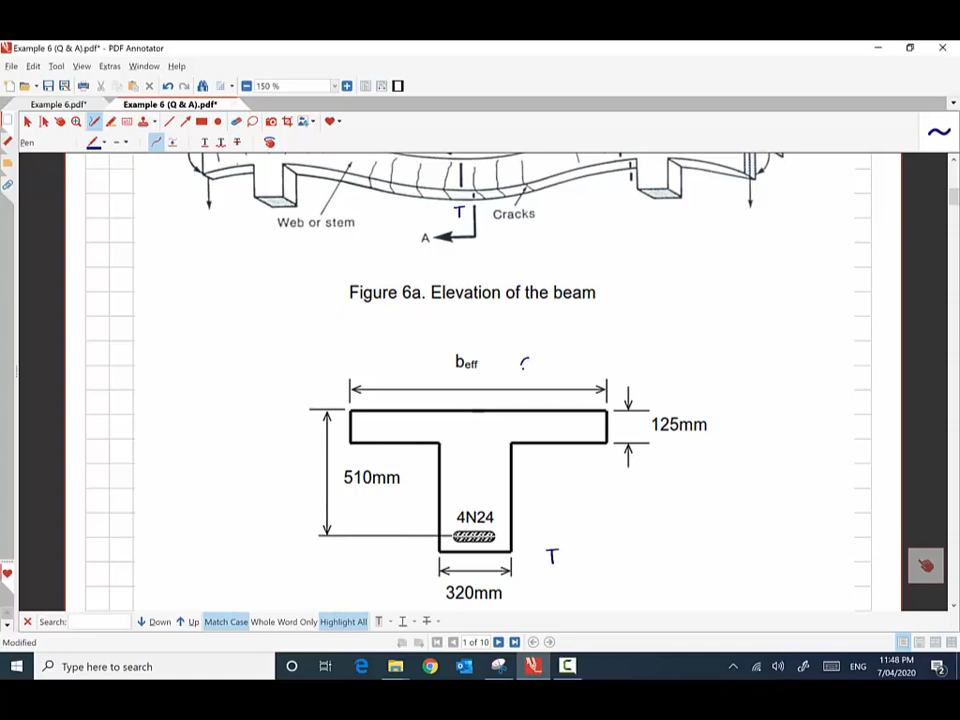 Example 6 (Q & A).pdf* - PDF Annotator
File Edit Tool View Extras Window Help
150 %
Example 6.pdf* Example 6 (Q & A).pdf*
Pen
Web or stem
T
Cracks
A
Figure 6a. Elevation of the beam
beff
125mm
510mm
4N24
T
320mm
Search: Down Up Match Case Whole Word Only Highlight All
Modified
1 of 10
Type here to search
ENG
11:48 PM
7/04/2020
2